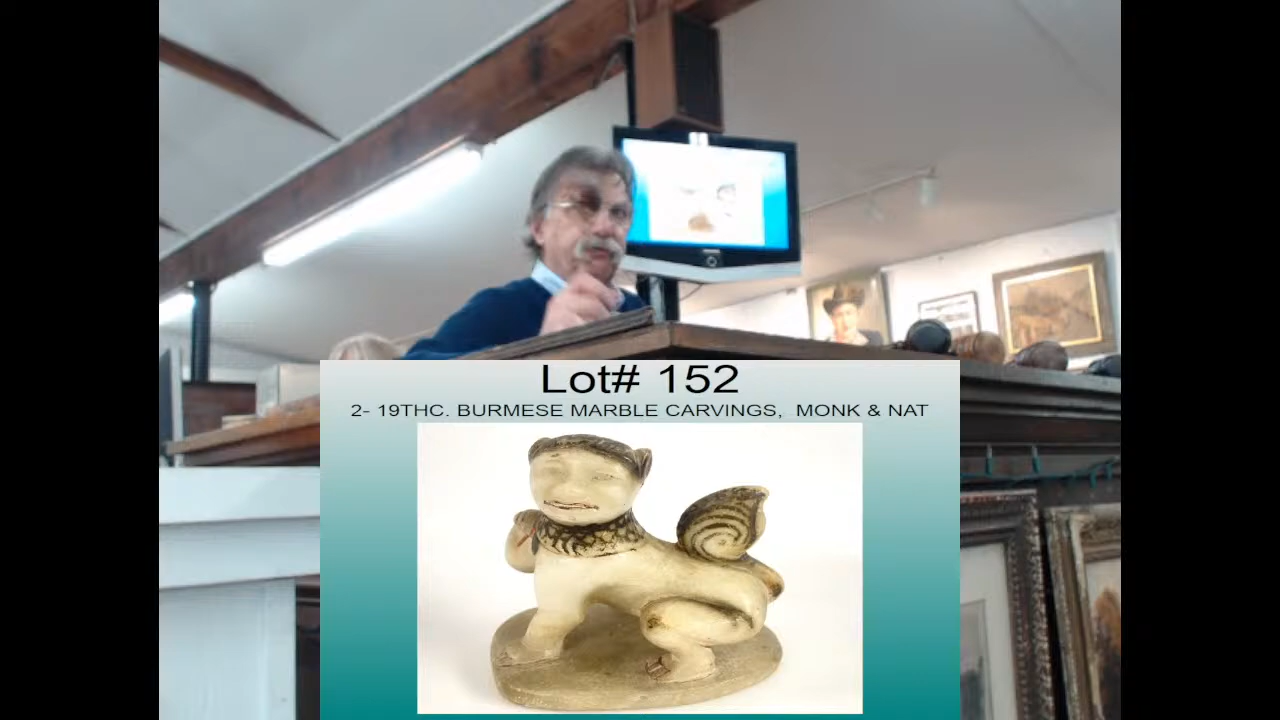 Lot# 152
2- 19THC. BURMESE MARBLE CARVINGS, MONK & NAT